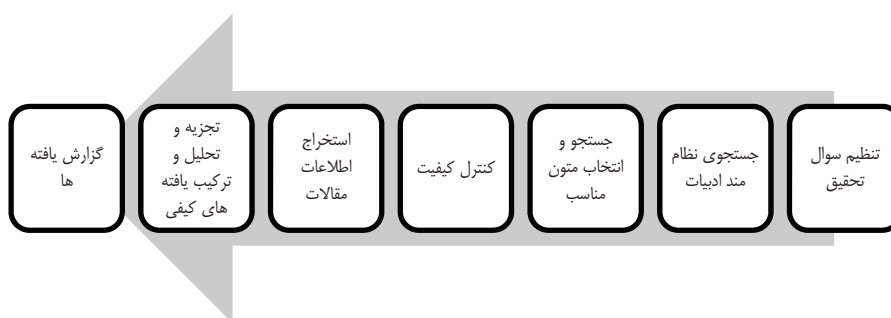 تنظیم سوال
تحقیق
جستجوی نظام
مند ادبیات
جستجو و
انتخاب متون
مناسب
کنترل کیفیت
استخراج
اطلاعات
مقالات
تجزیه و
تحلیل و
ترکیب یافته
های کیفی
گزارش یافته
ها